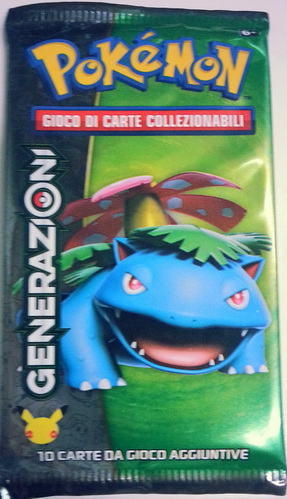 POKéMON
GIOCO DI CARTE COLLEZIONABILI
GENERAZIONI
10 CARTE DA GIOCO AGGIUNTIVE